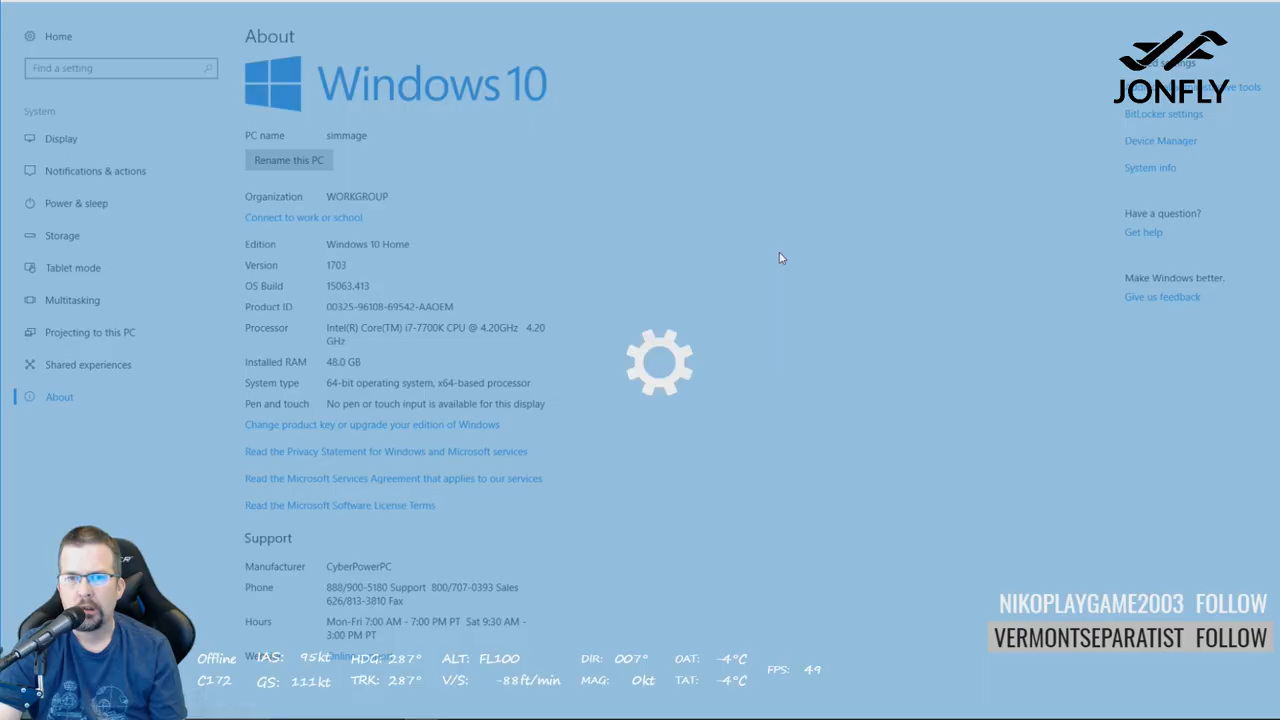 Home
Find a setting
System
Display
Notifications & actions
Power & sleep
Storage
Tablet mode
Multitasking
Projecting to this PC
Shared experiences
About
About
Windows 10
PC name simmage
Rename this PC
Organization WORKGROUP
Connect to work or school
Edition Windows 10 Home
Version 1703
OS Build 15063.413
Product ID 00325-96108-69542-AAOEM
Processor Intel(R) Core(TM) i7-7700K CPU @ 4.20GHz 4.20
GHz
Installed RAM 48.0 GB
System type 64-bit operating system, x64-based processor
Pen and touch No pen or touch input is available for this display
Change product key or upgrade your edition of Windows
Read the Privacy Statement for Windows and Microsoft services
Read the Microsoft Services Agreement that applies to our services
Read the Microsoft Software License Terms
Support
Manufacturer CyberPowerPC
Phone 888/900-5180 Support 800/707-0393 Sales
626/813-3810 Fax
Hours Mon-Fri 7:00 AM - 7:00 PM PT Sat 9:30 AM -
3:00 PM PT
JONFLY
BitLocker settings
Device Manager
System info
Have a question?
Get help
Make Windows better.
Give us feedback
NIKOPLAYGAME2003 FOLLOW
VERMONTSEPARATIST FOLLOW
Offline IAS: 95kt HDG: 287° ALT: FL100 DIR: 007° OAT: -4°C
C172 GS: 111kt TRK: 287° V/S: -88ft/min MAG: 0kt TAT: -4°C
FPS: 49